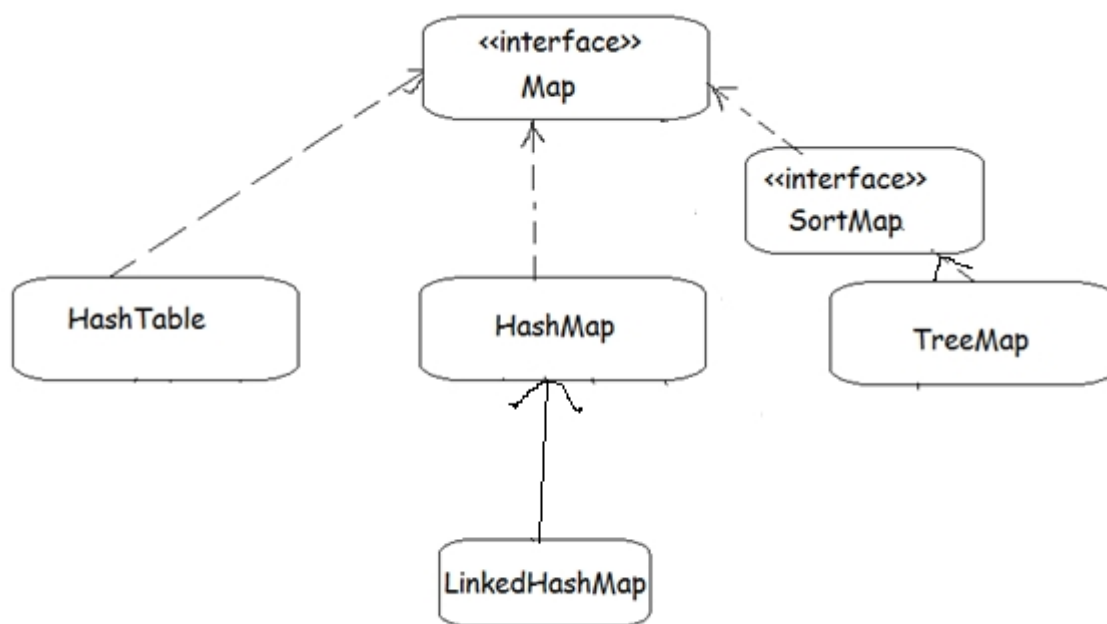 <<interface>>
Map
<<interface>>
SortMap
HashTable
HashMap
TreeMap
LinkedHashMap